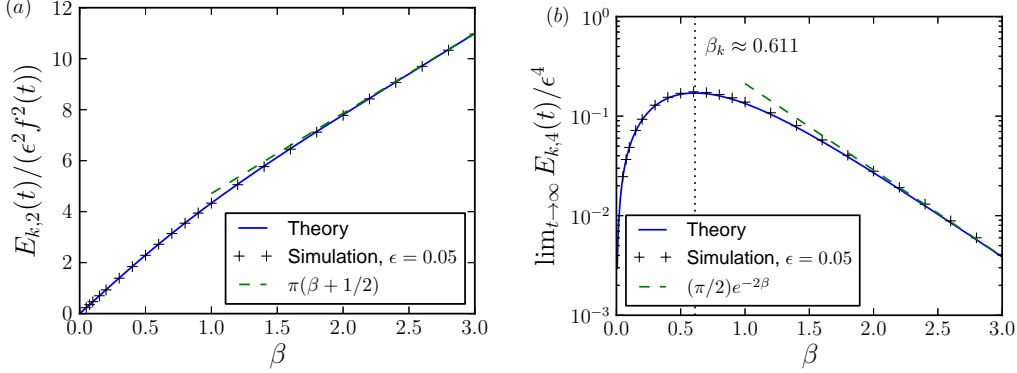 (a)
E_{k,2}(t)/(ϵ²f²(t))
12
10
8
6
4
2
0
0.0 0.5 1.0 1.5 2.0 2.5 3.0
β
Theory
Simulation, ϵ = 0.05
π(β + 1/2)
(b)
lim_{t→∞} E_{k,4}(t)/ϵ⁴
10⁰
10⁻¹
10⁻²
10⁻³
0.0 0.5 1.0 1.5 2.0 2.5 3.0
β
β_k ≈ 0.611
Theory
Simulation, ϵ = 0.05
(π/2)e^{−2β}